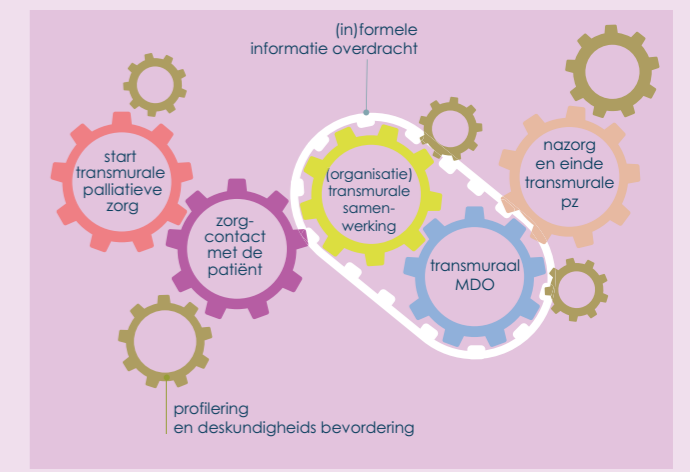 (in)formele
informatie overdracht
start
transmurale
palliatieve
zorg
zorg-
contact
met de
patiënt
(organisatie)
transmurale
samen-
werking
transmuraal
MDO
nazorg
en einde
transmurale
pz
profilering
en deskundigheids bevordering